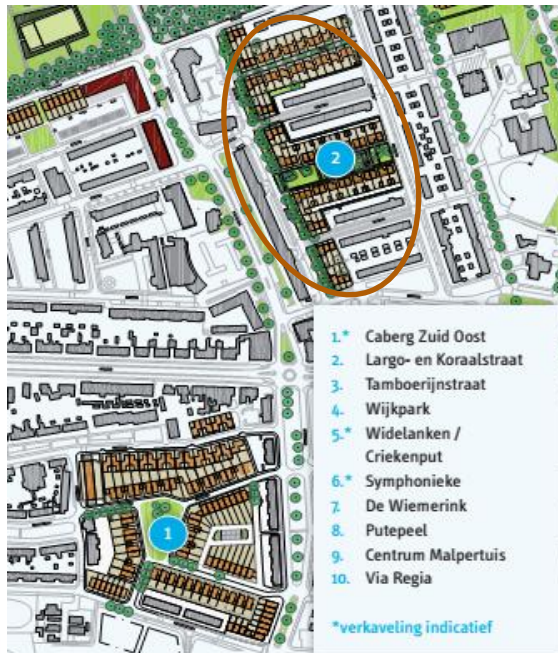 2
1
1.* Caberg Zuid Oost
2. Largo- en Koraalstraat
3. Tamboerijnstraat
4. Wijkpark
5.* Widelanken /
Criekenput
6.* Symphonieke
7. De Wiemerink
8. Putepeel
9. Centrum Malpertuis
10. Via Regia
*verkaveling indicatief